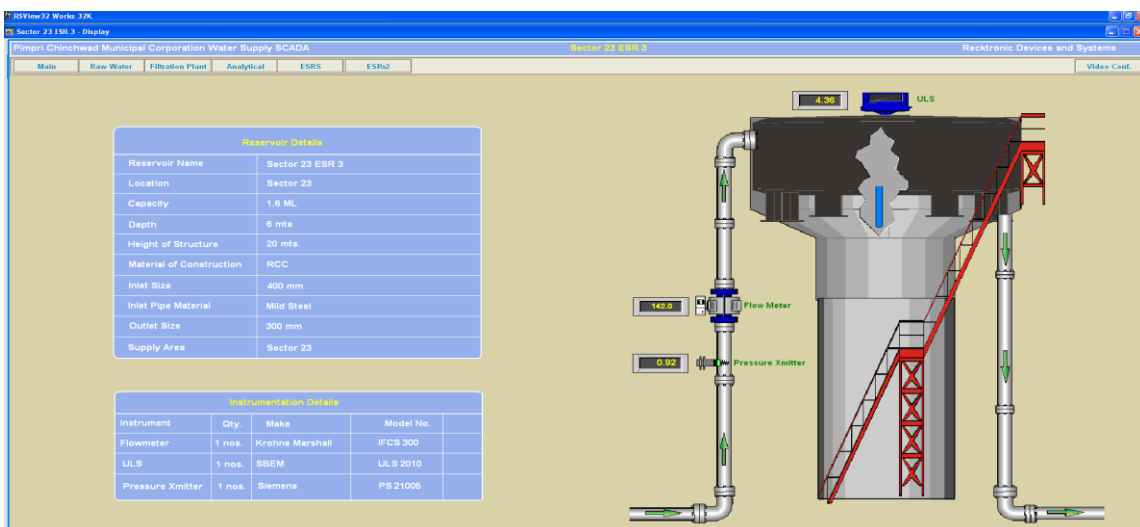 RSView32 Works 32K
Sector 23 ESR 3 - Display
Pimpri Chinchwad Municipal Corporation Water Supply SCADA Sector 23 ESR 3 Recktronic Devices and Systems
Main Raw Water Filtration Plant Analytical ESRS ESRs2 Video Conf.
4.36 ULS
Reservoir Details
Reservoir Name Sector 23 ESR 3
Location Sector 23
Capacity 1.6 ML
Depth 6 mts
Height of Structure 20 mts.
Material of Construction RCC
Inlet Size 400 mm
Inlet Pipe Material Mild Steel
Outlet Size 300 mm
Supply Area Sector 23
142.0 Flow Meter
0.92 Pressure Xmitter
Instrumentation Details
Instrument Qty. Make Model No.
Flowmeter 1 nos. Krohne Marshall IFCS 300
ULS 1 nos. SBEM ULS 2010
Pressure Xmitter 1 nos. Siemens PS 21005